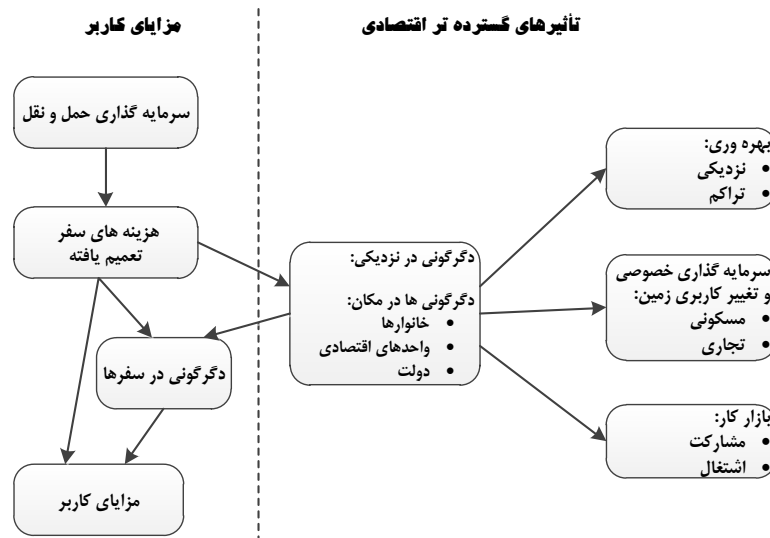 تأثیرهای گسترده تر اقتصادی
مزایای کاربر
سرمایه گذاری حمل و نقل
هزینه های سفر
تعمیم یافته
دگرگونی در سفرها
مزایای کاربر
دگرگونی در نزدیکی:
دگرگونی ها در مکان:
• خانوارها
• واحدهای اقتصادی
• دولت
بهره وری:
• نزدیکی
• تراکم
سرمایه گذاری خصوصی
و تغییر کاربری زمین:
• مسکونی
• تجاری
بازار کار:
• مشارکت
• اشتغال